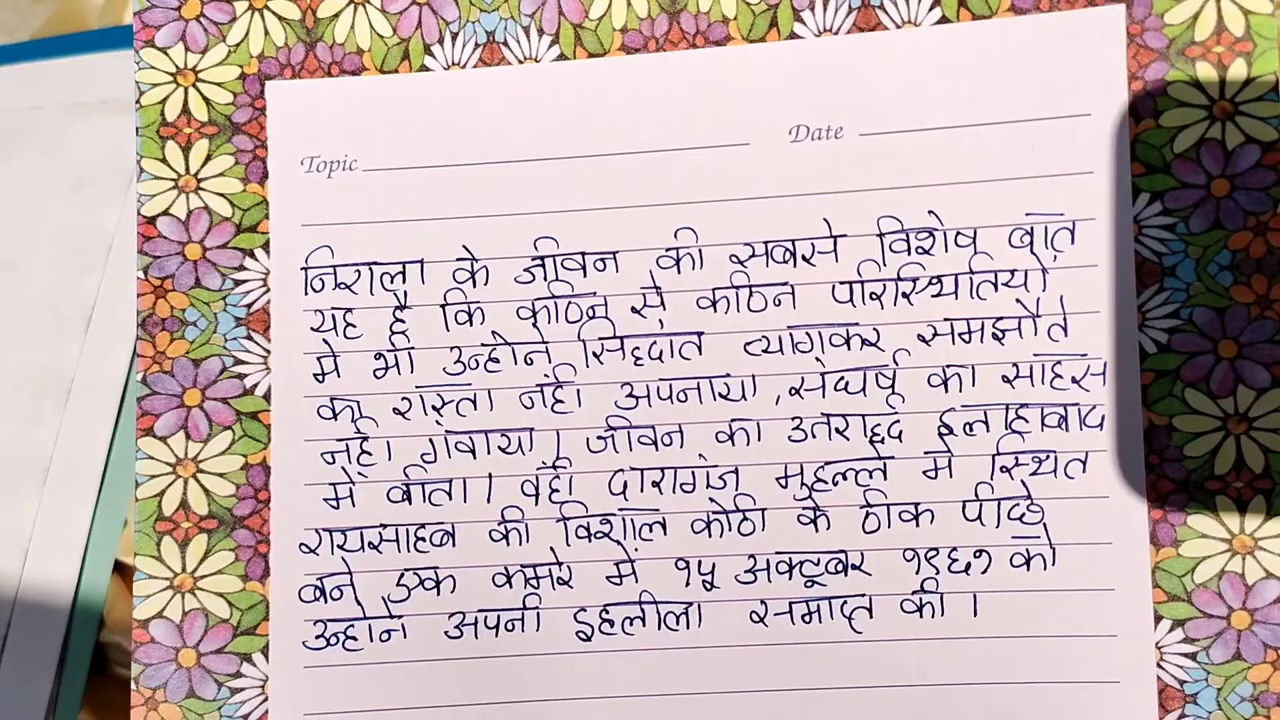 Topic Date
निराला के जीवन की सबसे विशेष बात
यह है कि कठिन से कठिन परिस्थितियों
में भी उन्होंने सिद्दांत त्यागकर समझौते
का रास्ता नहीं अपनाया, संघर्ष का साहस
नहीं गंवाया। जीवन का उतराद्द इलाहाबाद
में बीता। वहीं दारागंज मुहल्ले में स्थित
रायसाहब की विशाल कोठी के ठीक पीछे
बने एक कमरे में १५ अक्टूबर १९६१ को
उन्होंने अपनी इहलीला समाप्त की।